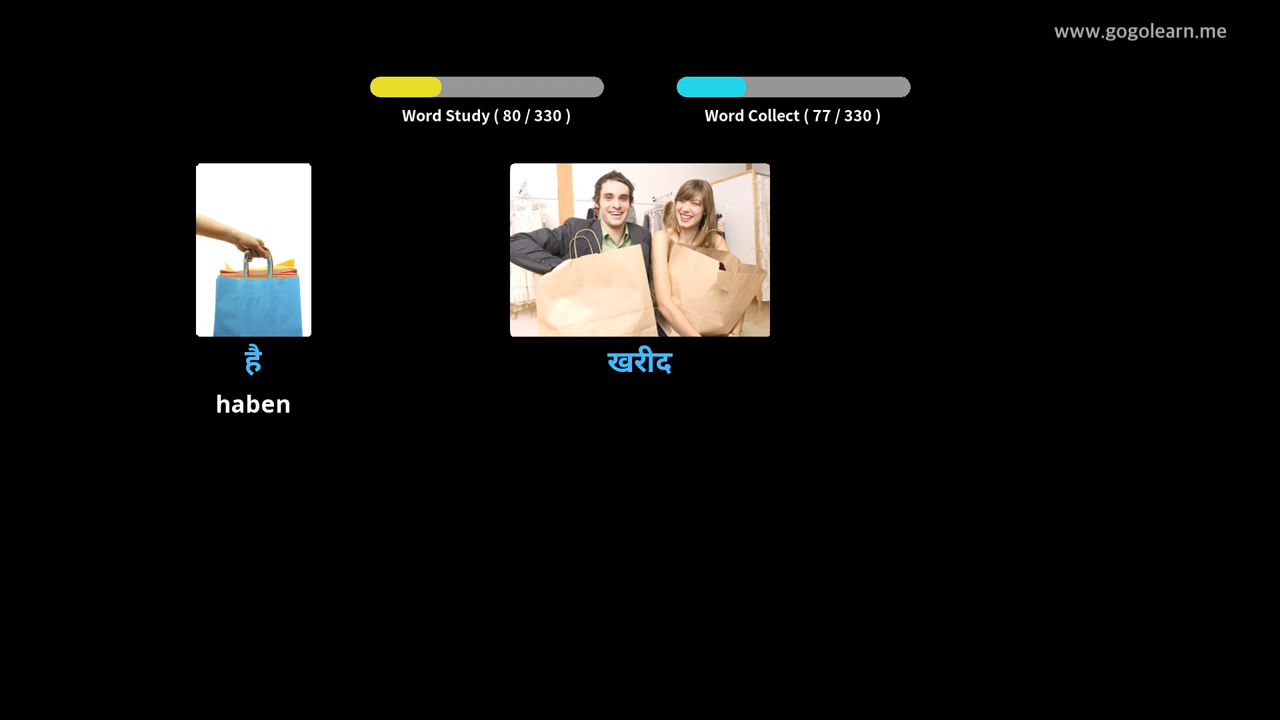 www.gogolearn.me
Word Study ( 80 / 330 )
Word Collect ( 77 / 330 )
है
खरीद
haben